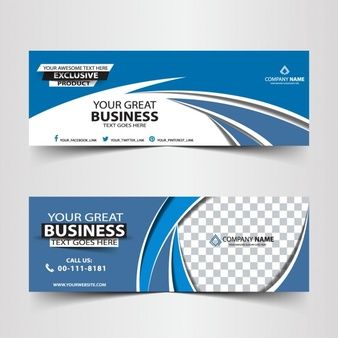 YOUR AWESOME TEXT HERE
EXCLUSIVE
PRODUCT
COMPANY NAME
YOUR GREAT
BUSINESS
TEXT GOES HERE
/YOUR_FACEBOOK_LINK
/YOUR_TWITTER_LINK
/YOUR_PINTEREST_LINK
YOUR GREAT
BUSINESS
TEXT GOES HERE
CALL US:
00-111-8181
YOURWEBSITE.COM
COMPANY NAME